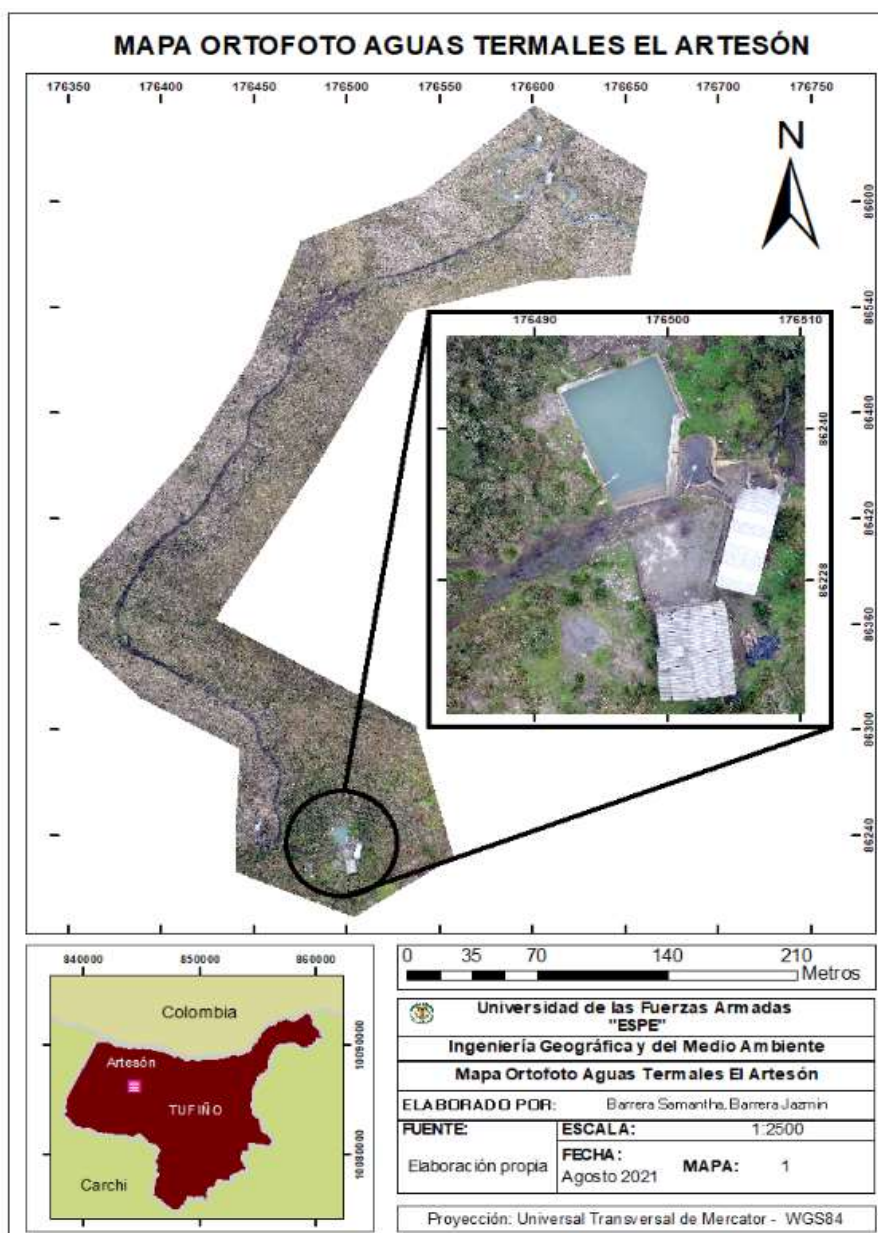 MAPA ORTOFOTO AGUAS TERMALES EL ARTESÓN
176350 176400 176450 176500 176550 176600 176650 176700 176750
N
86600
86540
86480
86420
86360
86300
86240
176490 176500 176510
86240
86228
840000 850000 860000
Colombia
Artesón
TUFIÑO
Carchi
10090000
10080000
0 35 70 140 210
Metros
Universidad de las Fuerzas Armadas
"ESPE"
Ingeniería Geográfica y del Medio Ambiente
Mapa Ortofoto Aguas Termales El Artesón
ELABORADO POR: Barrera Samantha, Barrera Jazmin
FUENTE:
Elaboración propia
ESCALA: 1:2500
FECHA:
Agosto 2021 MAPA: 1
Proyección: Universal Transversal de Mercator - WGS84